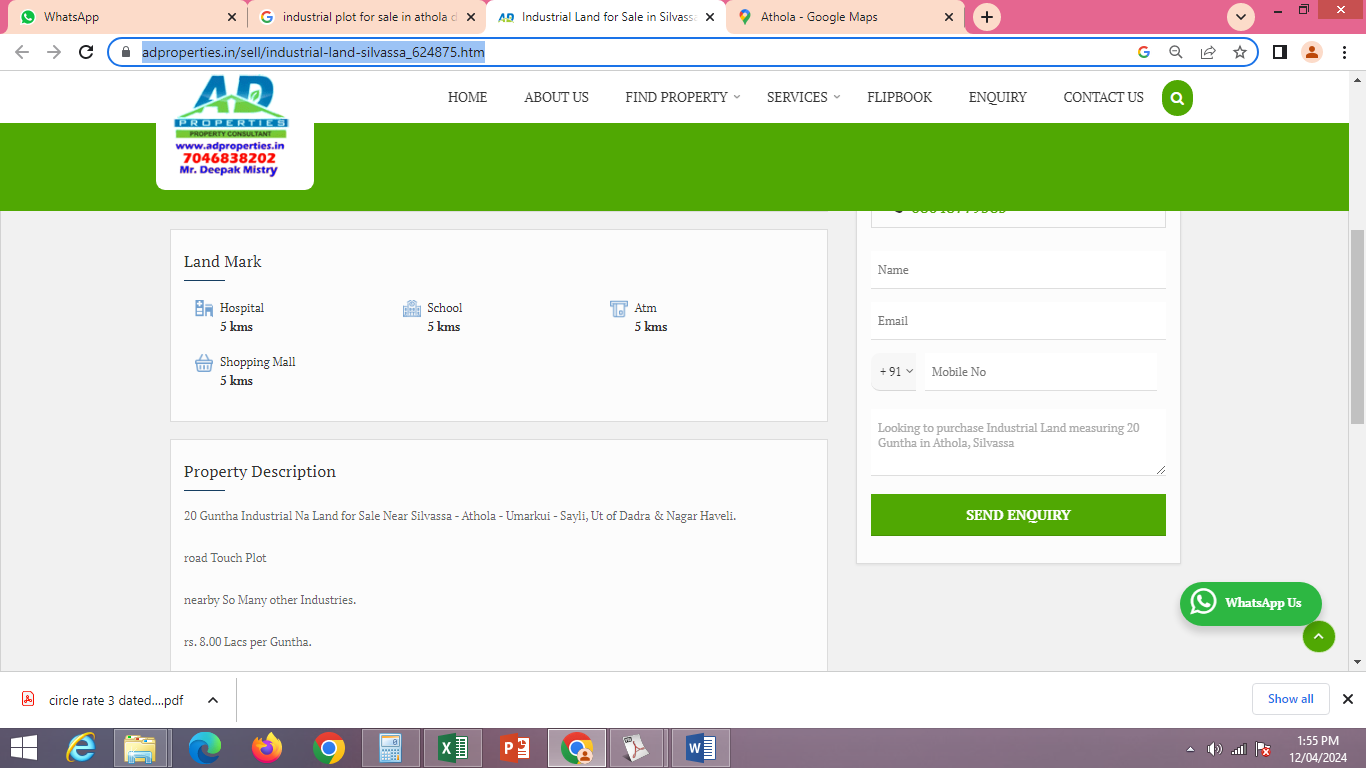 WhatsApp
industrial plot for sale in athola d
Industrial Land for Sale in Silvass
Athola - Google Maps
adproperties.in/sell/industrial-land-silvassa_624875.htm
AD
PROPERTIES
PROPERTY CONSULTANT
www.adproperties.in
7046838202
Mr. Deepak Mistry
HOME ABOUT US FIND PROPERTY SERVICES FLIPBOOK ENQUIRY CONTACT US
Land Mark
Hospital
5 kms
School
5 kms
Atm
5 kms
Shopping Mall
5 kms
Property Description
20 Guntha Industrial Na Land for Sale Near Silvassa - Athola - Umarkui - Sayli, Ut of Dadra & Nagar Haveli.
road Touch Plot
nearby So Many other Industries.
rs. 8.00 Lacs per Guntha.
Name
Email
+ 91
Mobile No
Looking to purchase Industrial Land measuring 20
Guntha in Athola, Silvassa
SEND ENQUIRY
WhatsApp Us
circle rate 3 dated....pdf
Show all
1:55 PM
12/04/2024